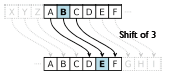 X Y Z A B C D E F
Shift of 3
A B C D E F G H I